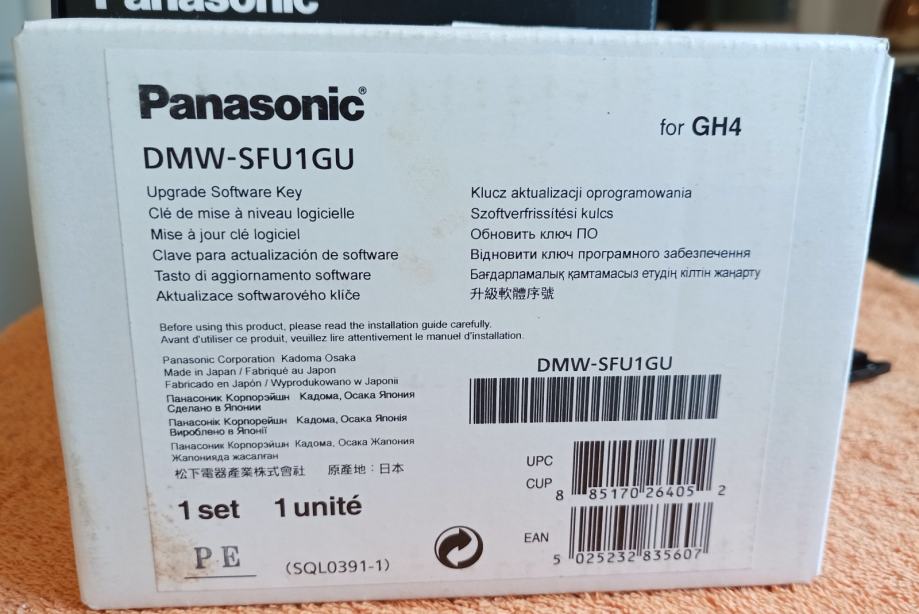 Panasonic
Panasonic®
for GH4
DMW-SFU1GU
Upgrade Software Key
Clé de mise à niveau logicielle
Mise à jour clé logiciel
Clave para actualización de software
Tasto di aggiornamento software
Aktualizace softwarového klíče
Klucz aktualizacji oprogramowania
Szoftverfrissítési kulcs
Обновить ключ ПО
Відновити ключ програмного забезпечення
Бағдарламалық қамтамасыз етудің кілтін жаңарту
升級軟體序號
Before using this product, please read the installation guide carefully.
Avant d'utiliser ce produit, veuillez lire attentivement le manuel d'installation.
Panasonic Corporation Kadoma Osaka
Made in Japan / Fabriqué au Japon
Fabricado en Japón / Wyprodukowano w Japonii
Панасоник Корпорэйшн Кадома, Осака Япония
Сделано в Японии
Панасонік Корпорейшн Кадома, Осака Японія
Вироблено в Японії
Панасоник Корпорэйшн Кадома, Осака Жапония
Жапонияда жасалған
松下電器產業株式會社 原產地：日本
1 set 1 unité
PE
(SQL0391-1)
DMW-SFU1GU
UPC
CUP
8 85170 26405 2
EAN
5 025232 835607